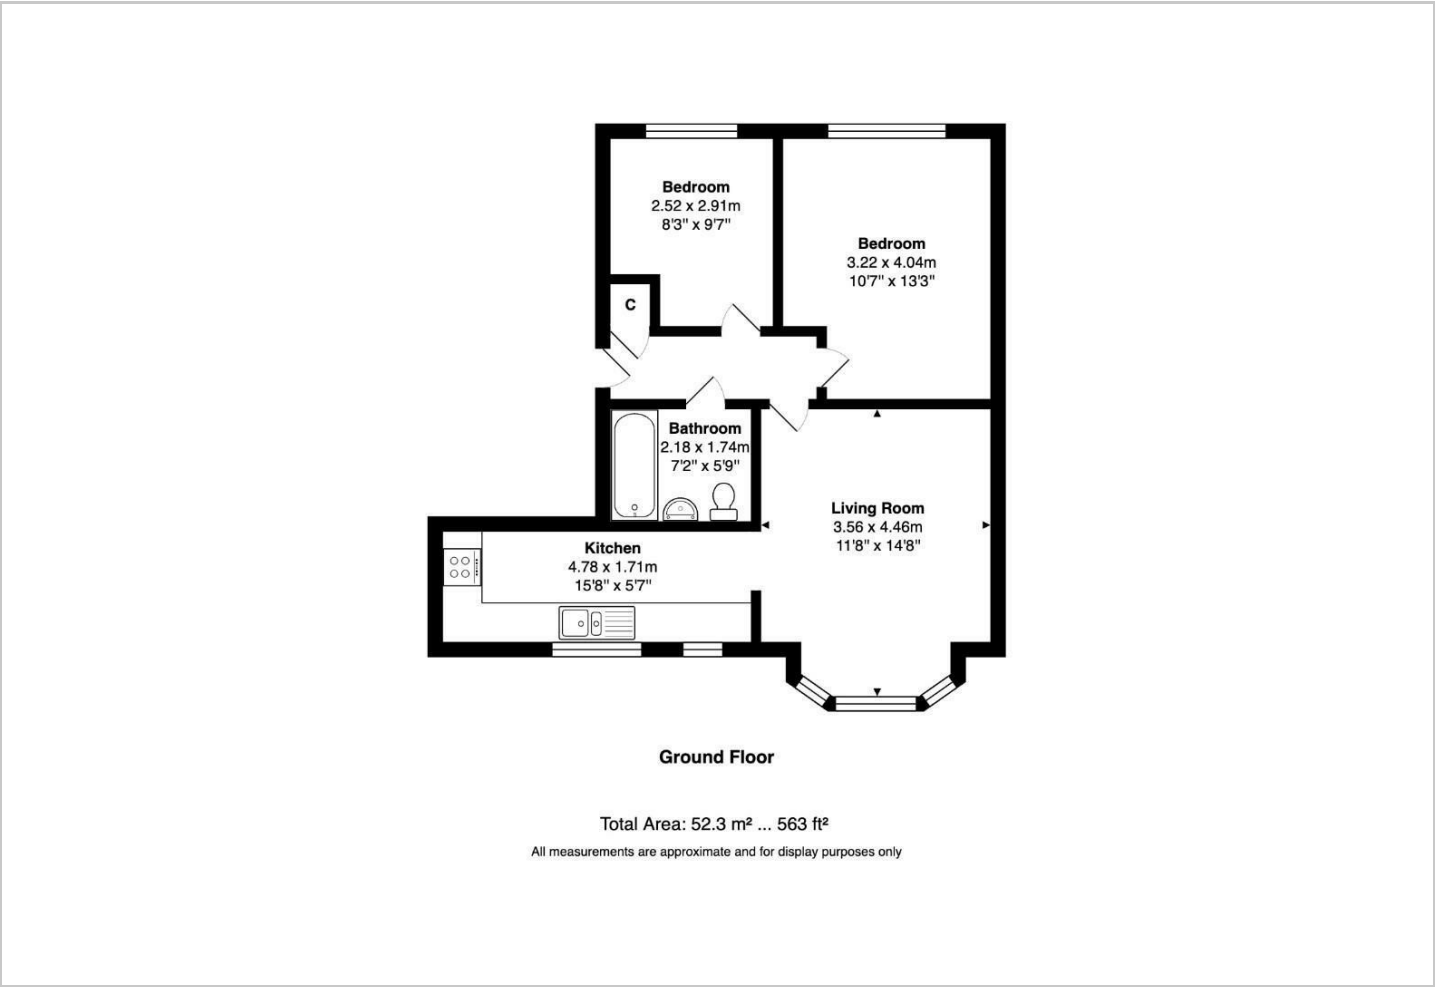 Bedroom
2.52 x 2.91m
8'3" x 9'7"
Bedroom
3.22 x 4.04m
10'7" x 13'3"
C
Bathroom
2.18 x 1.74m
7'2" x 5'9"
Living Room
3.56 x 4.46m
11'8" x 14'8"
Kitchen
4.78 x 1.71m
15'8" x 5'7"
Ground Floor
Total Area: 52.3 m² ... 563 ft²
All measurements are approximate and for display purposes only